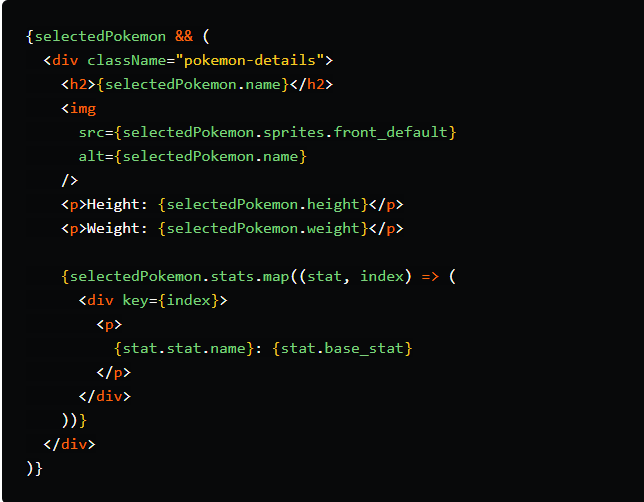 {selectedPokemon && (
  <div className="pokemon-details">
    <h2>{selectedPokemon.name}</h2>
    <img
      src={selectedPokemon.sprites.front_default}
      alt={selectedPokemon.name}
    />
    <p>Height: {selectedPokemon.height}</p>
    <p>Weight: {selectedPokemon.weight}</p>

    {selectedPokemon.stats.map((stat, index) => (
      <div key={index}>
        <p>
          {stat.stat.name}: {stat.base_stat}
        </p>
      </div>
    ))}
  </div>
)}